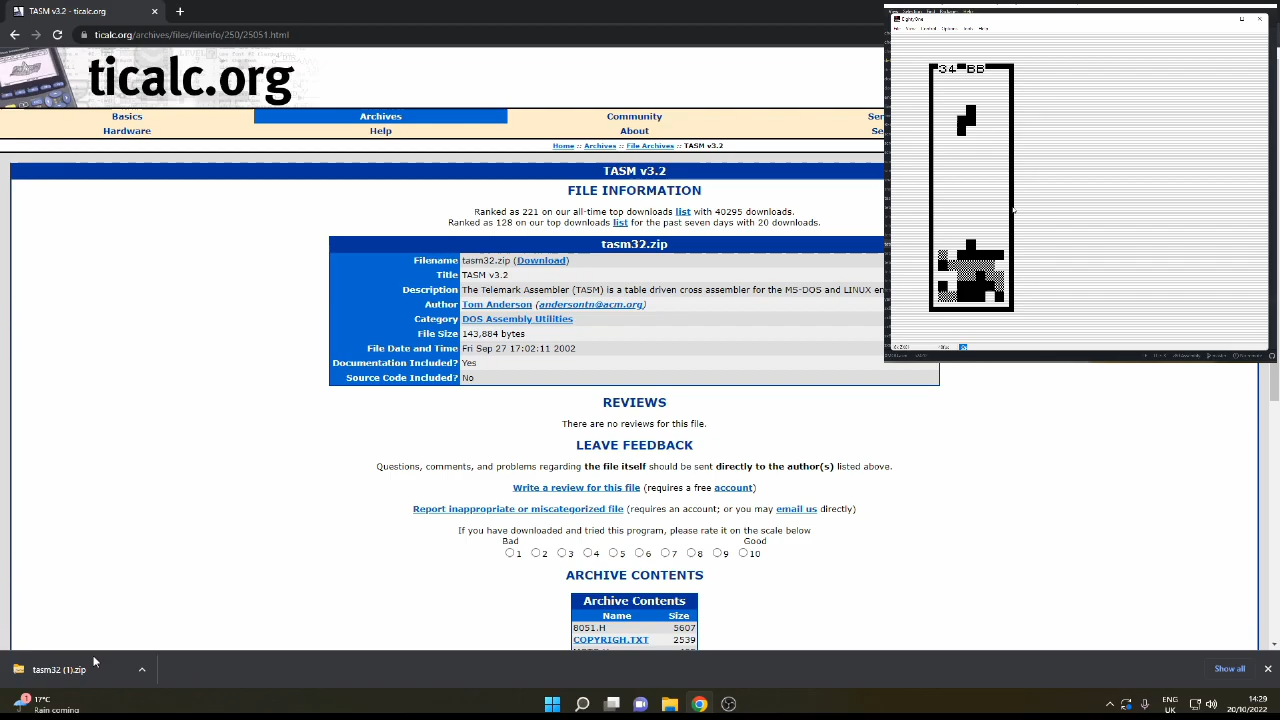 TASM v3.2 - ticalc.org
ticalc.org/archives/files/fileinfo/250/25051.html
ticalc.org
Basics Archives Community
Hardware Help About
Home :: Archives :: File Archives :: TASM v3.2
TASM v3.2
FILE INFORMATION
Ranked as 221 on our all-time top downloads list with 40295 downloads.
Ranked as 128 on our top downloads list for the past seven days with 20 downloads.
tasm32.zip
Filename tasm32.zip (Download)
Title TASM v3.2
Description The Telemark Assembler (TASM) is a table driven cross assembler for the MS-DOS and LINUX en
Author Tom Anderson (andersontn@acm.org)
Category DOS Assembly Utilities
File Size 143,884 bytes
File Date and Time Fri Sep 27 17:02:11 2002
Documentation Included? Yes
Source Code Included? No
REVIEWS
There are no reviews for this file.
LEAVE FEEDBACK
Questions, comments, and problems regarding the file itself should be sent directly to the author(s) listed above.
Write a review for this file (requires a free account)
Report inappropriate or miscategorized file (requires an account; or you may email us directly)
If you have downloaded and tried this program, please rate it on the scale below
Bad Good
1 2 3 4 5 6 7 8 9 10
ARCHIVE CONTENTS
Archive Contents
Name Size
8051.H 5607
COPYRIGH.TXT 2539
EightyOne
File View Control Options Tools Help
34 BB
tasm32 (1).zip
Show all
1
17°C
Rain coming
ENG
UK
14:29
20/10/2022